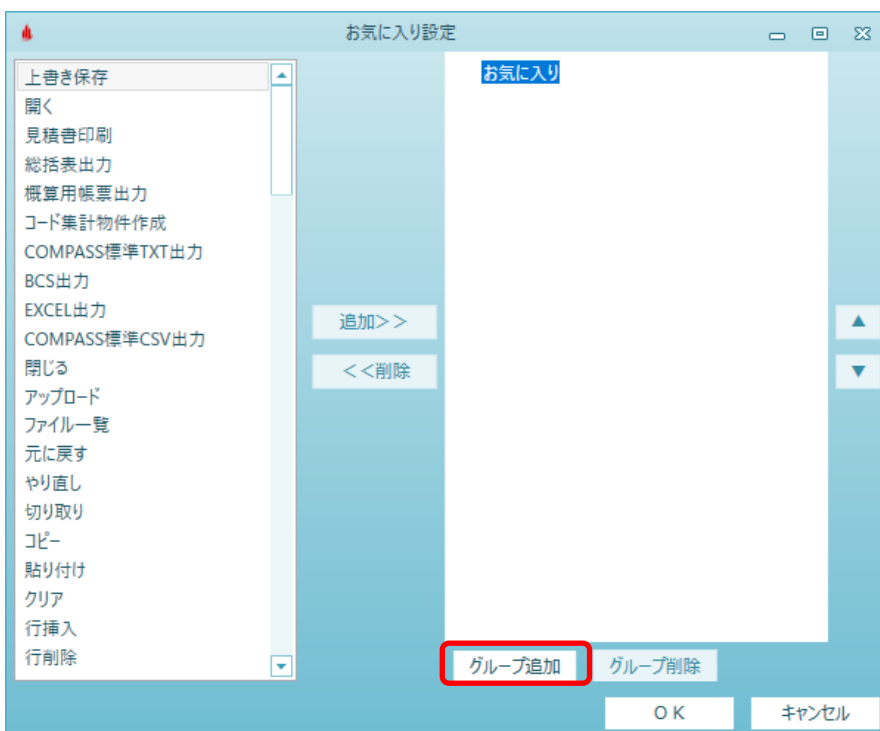 お気に入り設定
上書き保存
開く
見積書印刷
総括表出力
概算用帳票出力
コード集計物件作成
COMPASS標準TXT出力
BCS出力
EXCEL出力
COMPASS標準CSV出力
閉じる
アップロード
ファイル一覧
元に戻す
やり直し
切り取り
コピー
貼り付け
クリア
行挿入
行削除
追加>>
<<削除
お気に入り
▲
▼
グループ追加
グループ削除
OK
キャンセル